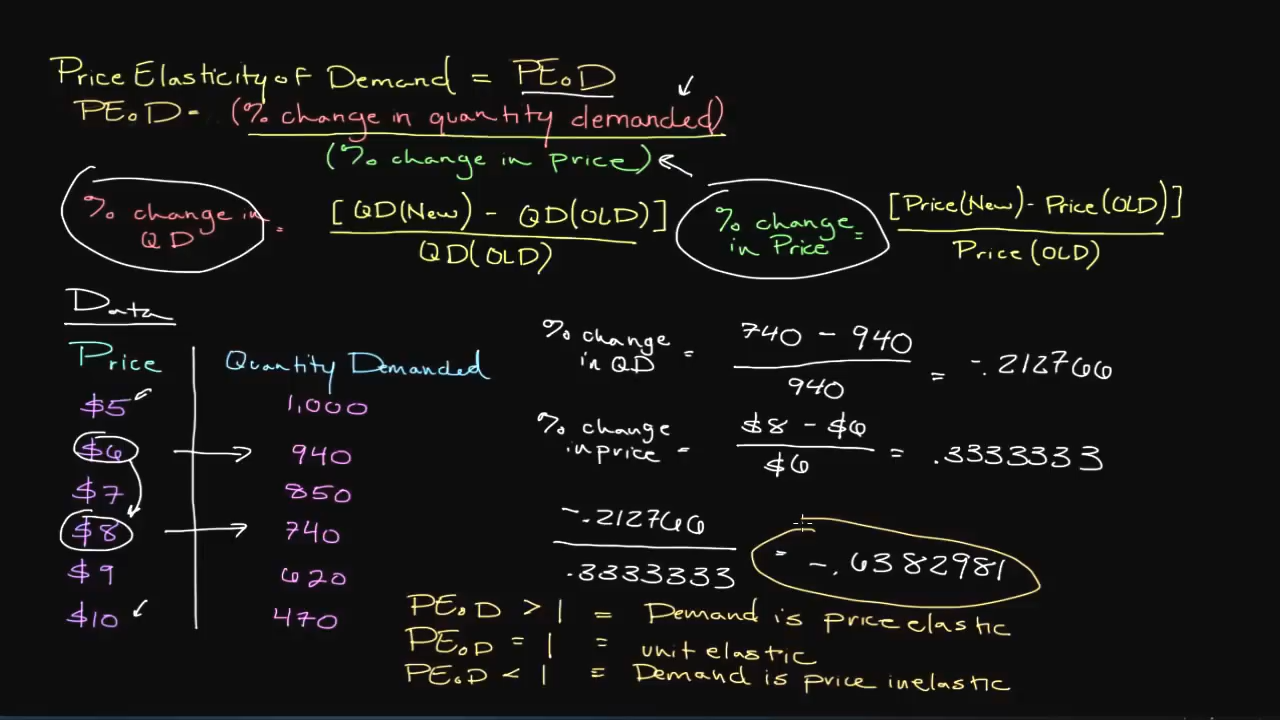 Price Elasticity of Demand = PEoD
PEoD = (% change in quantity demanded)
(% change in price)
% change in QD = [QD(New) - QD(OLD)]
QD(OLD)
% change in Price = [Price(New) - Price(OLD)]
Price(OLD)
Data
Price Quantity Demanded
$5 1,000
$6 940
$7 850
$8 740
$9 620
$10 470
% change in QD = 740 - 940
940
= -.212766
% change in price = $8 - $6
$6
= .3333333
-.212766
.3333333
= -.6382981
PEoD > 1 = Demand is price elastic
PEoD = 1 = unit elastic
PEoD < 1 = Demand is price inelastic